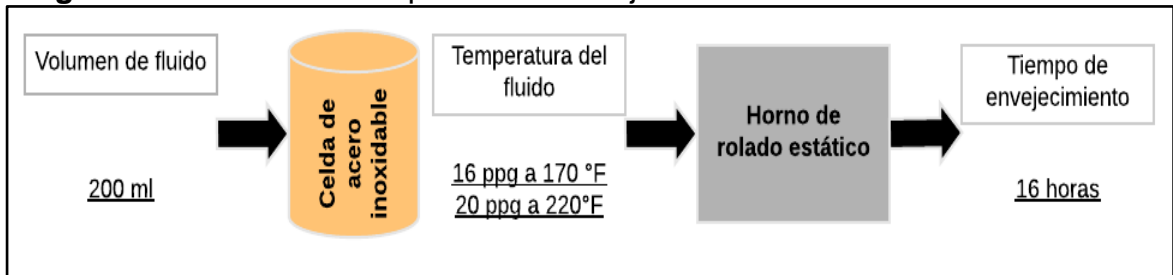 Volumen de fluido
200 ml
Celda de
acero
inoxidable
Temperatura del
fluido
16 ppg a 170 °F
20 ppg a 220°F
Horno de
rolado estático
Tiempo de
envejecimiento
16 horas